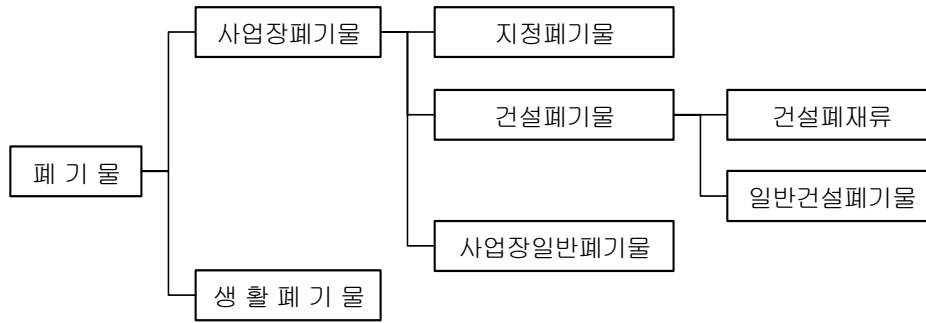 사업장폐기물
지정폐기물
건설폐기물
건설폐재류
폐 기 물
일반건설폐기물
사업장일반폐기물
생 활 폐 기 물